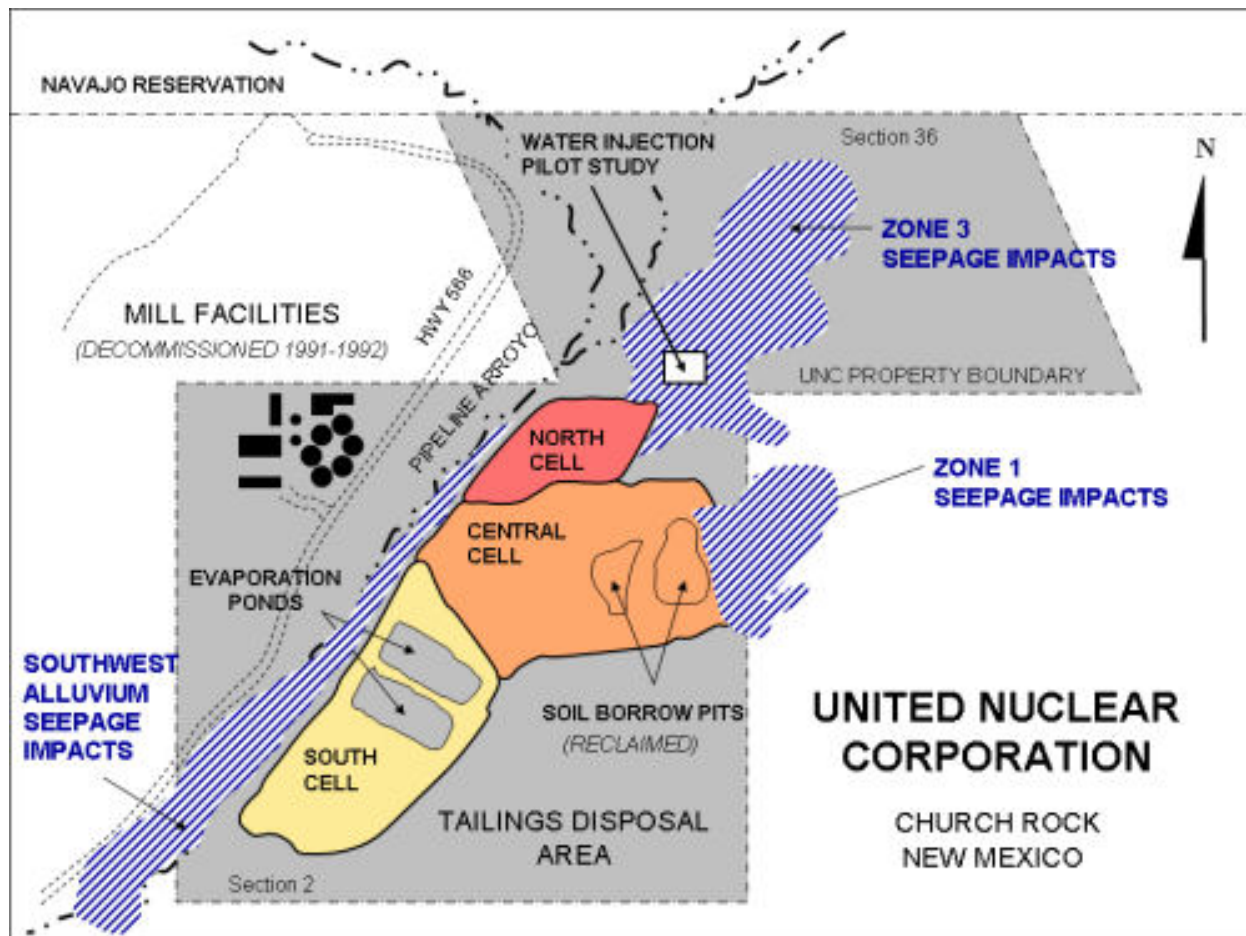 NAVAJO RESERVATION
WATER INJECTION
PILOT STUDY
Section 36
N
ZONE 3
SEEPAGE IMPACTS
HWY 566
MILL FACILITIES
(DECOMMISSIONED 1991-1992)
PIPELINE ARROYO
UNC PROPERTY BOUNDARY
NORTH
CELL
ZONE 1
SEEPAGE IMPACTS
CENTRAL
CELL
EVAPORATION
PONDS
SOUTHWEST
ALLUVIUM
SEEPAGE
IMPACTS
SOIL BORROW PITS
(RECLAIMED)
SOUTH
CELL
UNITED NUCLEAR
CORPORATION
TAILINGS DISPOSAL
AREA
CHURCH ROCK
NEW MEXICO
Section 2